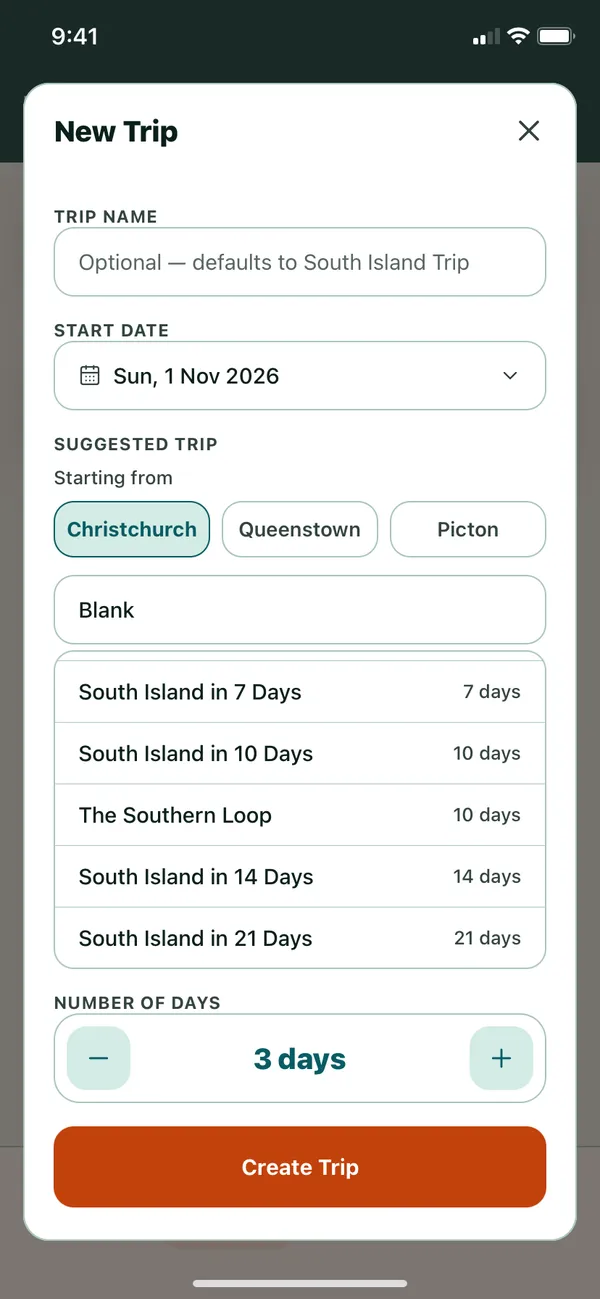 9:41
New Trip
TRIP NAME
Optional — defaults to South Island Trip
START DATE
Sun, 1 Nov 2026
SUGGESTED TRIP
Starting from
Christchurch Queenstown Picton
Blank
South Island in 7 Days 7 days
South Island in 10 Days 10 days
The Southern Loop 10 days
South Island in 14 Days 14 days
South Island in 21 Days 21 days
NUMBER OF DAYS
− 3 days +
Create Trip